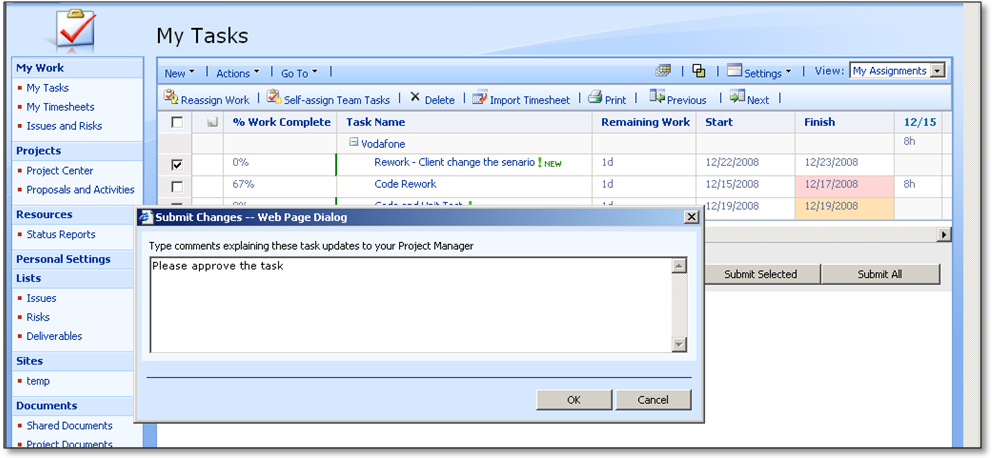 My Tasks
My Work
My Tasks
My Timesheets
Issues and Risks
Projects
Project Center
Proposals and Activities
Resources
Status Reports
Personal Settings
Lists
Issues
Risks
Deliverables
Sites
temp
Documents
Shared Documents
Project Documents
New Actions Go To Settings View: My Assignments
Reassign Work Self-assign Team Tasks Delete Import Timesheet Print Previous Next
% Work Complete Task Name Remaining Work Start Finish 12/15
Vodafone 8h
0% Rework - Client change the senario ! NEW 1d 12/22/2008 12/23/2008
67% Code Rework 1d 12/15/2008 12/17/2008 8h
0% Code and Unit Test ! 1d 12/19/2008 12/19/2008
Submit Selected Submit All
Submit Changes -- Web Page Dialog
Type comments explaining these task updates to your Project Manager
Please approve the task
OK Cancel